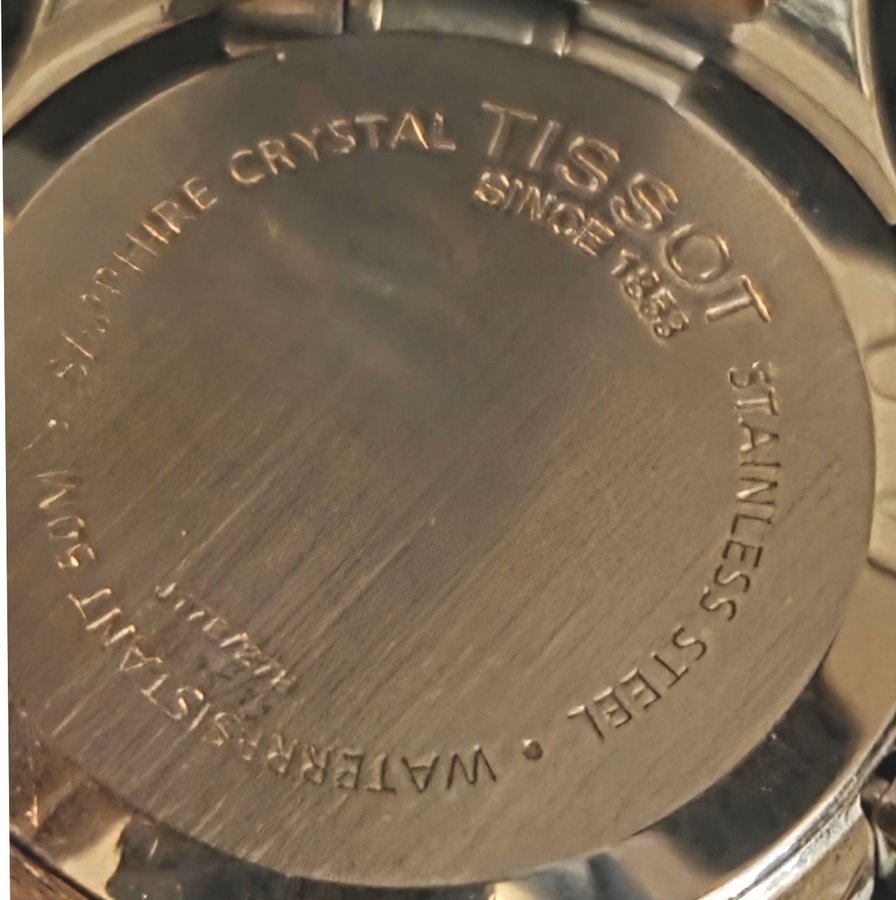 TISSOT
SINCE 1853
STAINLESS STEEL • WATERRESISTANT 50M • SAPPHIRE CRYSTAL